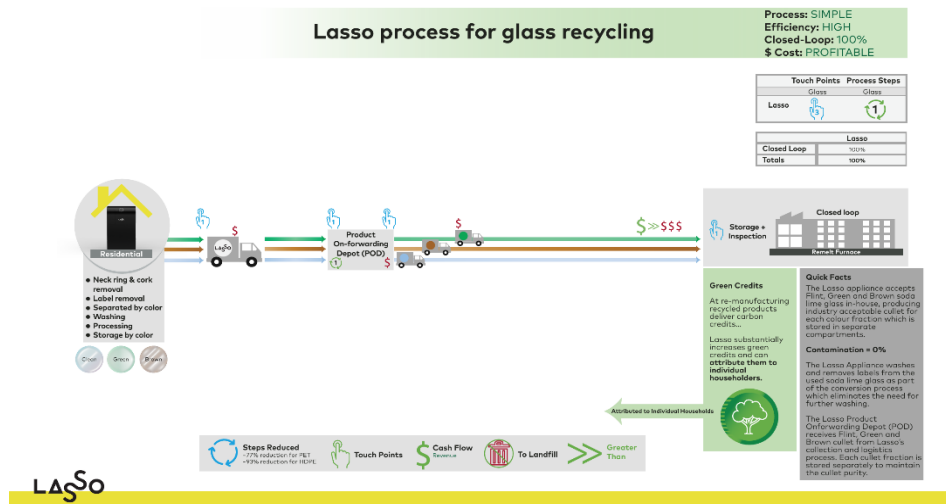 Lasso process for glass recycling
Process: SIMPLE
Efficiency: HIGH
Closed-Loop: 100%
$ Cost: PROFITABLE
Touch Points Process Steps
Glass Glass
Lasso 3 1
Lasso
Closed Loop 100%
Totals 100%
Residential
Neck ring & cork
removal
Label removal
Separated by color
Washing
Processing
Storage by color
Clear Green Brown
1
$
LASSO
1
1
Product
On-forwarding
Depot (POD)
1
$
$
$>>$$$
1
Storage +
Inspection
Closed loop
Remelt Furnace
Green Credits
At re-manufacturing
recycled products
deliver carbon
credits...
Lasso substantially
increases green
credits and can
attribute them to
individual
householders.
Attributed to Individual Households
Quick Facts
The Lasso appliance accepts
Flint, Green and Brown soda
lime glass in-house, producing
industry acceptable cullet for
each colour fraction which is
stored in separate
compartments.
Contamination = 0%
The Lasso Appliance washes
and removes labels from the
used soda lime glass as part
of the conversion process
which eliminates the need for
further washing.
The Lasso Product
Onforwarding Depot (POD)
receives Flint, Green and
Brown cullet from Lasso's
collection and logistics
process. Each cullet fraction is
stored separately to maintain
the cullet purity.
Steps Reduced
-77% reduction for PET
-93% reduction for HDPE
Touch Points
$ Cash Flow
Revenue
To Landfill
>> Greater
Than
LASSO